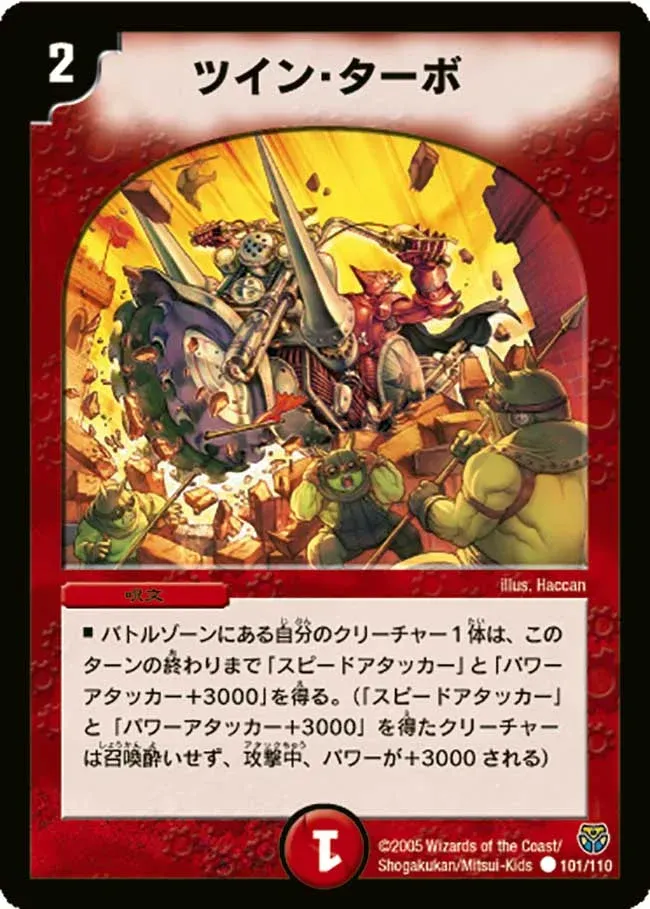 2
ツイン・ターボ
illus. Haccan
呪文
■ バトルゾーンにある自分のクリーチャー1体は、この
ターンの終わりまで「スピードアタッカー」と「パワー
アタッカー+3000」を得る。(「スピードアタッカー」
と「パワーアタッカー+3000」を得たクリーチャー
は召喚酔いせず、攻撃中、パワーが+3000される)
1
©2005 Wizards of the Coast/
Shogakukan/Mitsui-Kids ● 101/110